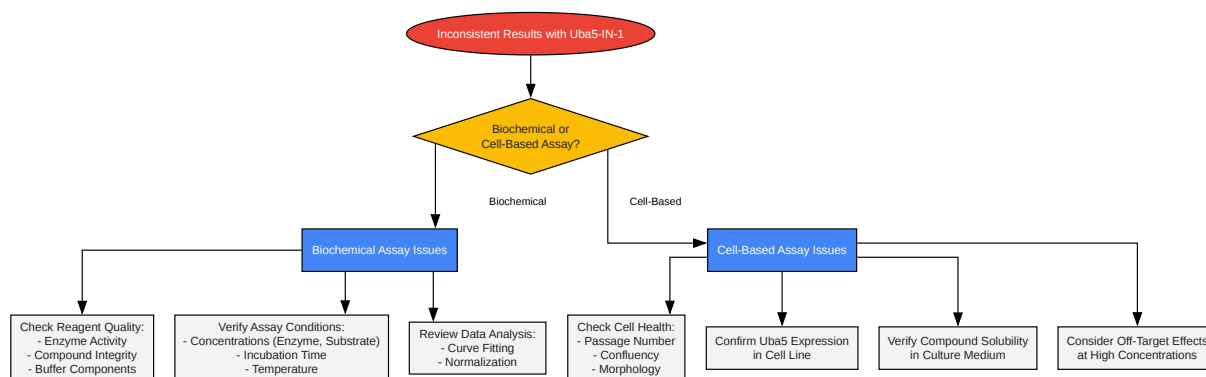 Inconsistent Results with Uba5-IN-1
Biochemical or
Cell-Based Assay?
Biochemical
Cell-Based
Biochemical Assay Issues
Cell-Based Assay Issues
Check Reagent Quality:
- Enzyme Activity
- Compound Integrity
- Buffer Components
Verify Assay Conditions:
- Concentrations (Enzyme, Substrate)
- Incubation Time
- Temperature
Review Data Analysis:
- Curve Fitting
- Normalization
Check Cell Health:
- Passage Number
- Confluency
- Morphology
Confirm Uba5 Expression
in Cell Line
Verify Compound Solubility
in Culture Medium
Consider Off-Target Effects
at High Concentrations